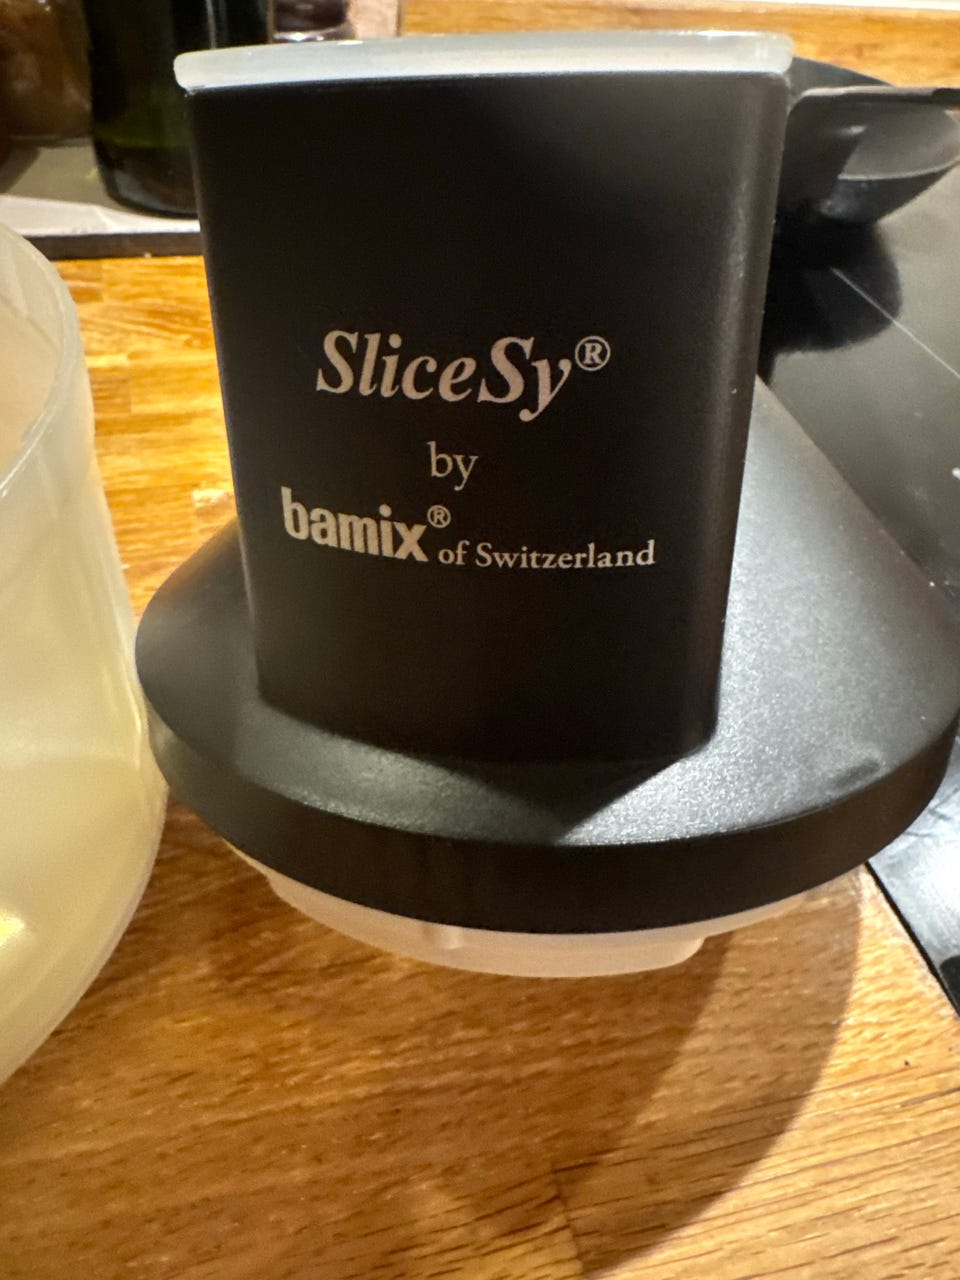 SliceSy®
by
bamix® of Switzerland